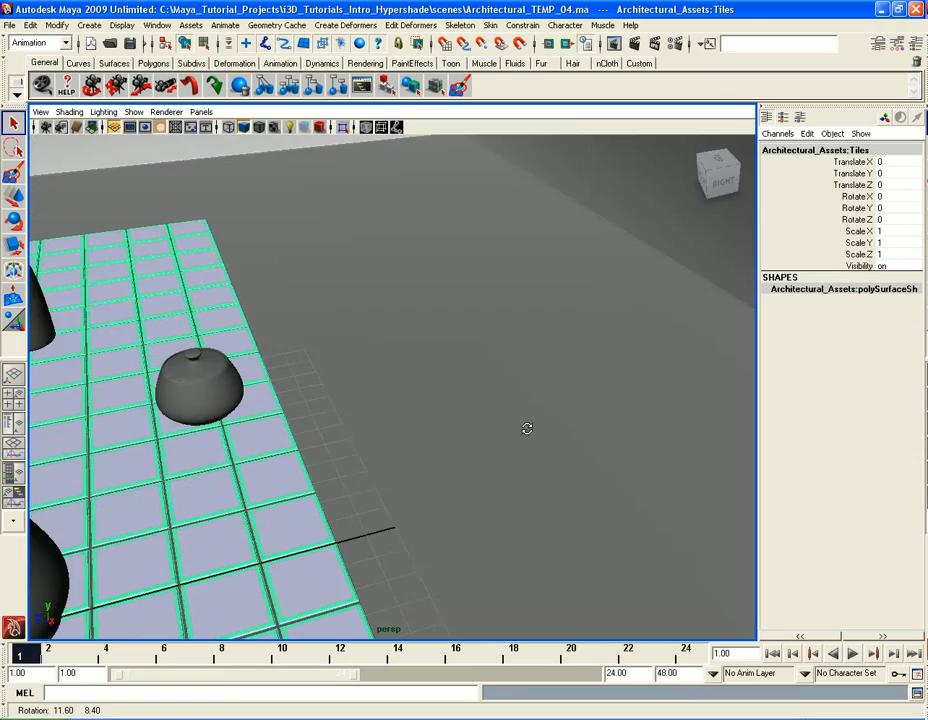 Autodesk Maya 2009 Unlimited: C:\Maya_Tutorial_Projects\i3D_Tutorials_Intro_Hypershade\scenes\Architectural_TEMP_04.ma --- Architectural_Assets:Tiles
File Edit Modify Create Display Window Assets Animate Geometry Cache Create Deformers Edit Deformers Skeleton Skin Constrain Character Muscle Help
Animation
General Curves Surfaces Polygons Subdivs Deformation Animation Dynamics Rendering PaintEffects Toon Muscle Fluids Fur Hair nCloth Custom
HELP
View Shading Lighting Show Renderer Panels
Channels Edit Object Show
Architectural_Assets:Tiles
Translate X 0
Translate Y 0
Translate Z 0
Rotate X 0
Rotate Y 0
Rotate Z 0
Scale X 1
Scale Y 1
Scale Z 1
Visibility on
SHAPES
Architectural_Assets:polySurfaceSh
RIGHT
y
x
persp
<< >>
1 2 4 6 8 10 12 14 16 18 20 22 24
1.00
1.00 1.00 24.00 48.00 No Anim Layer No Character Set
MEL
Rotation: 11.60 8.40